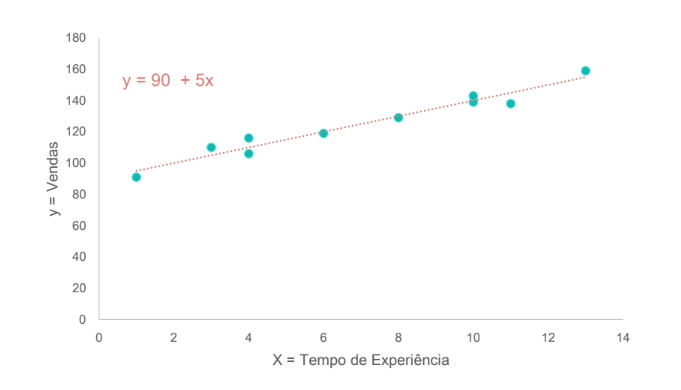 180
160
140
120
100
80
60
40
20
0
y = Vendas
y = 90 + 5x
0 2 4 6 8 10 12 14
X = Tempo de Experiência